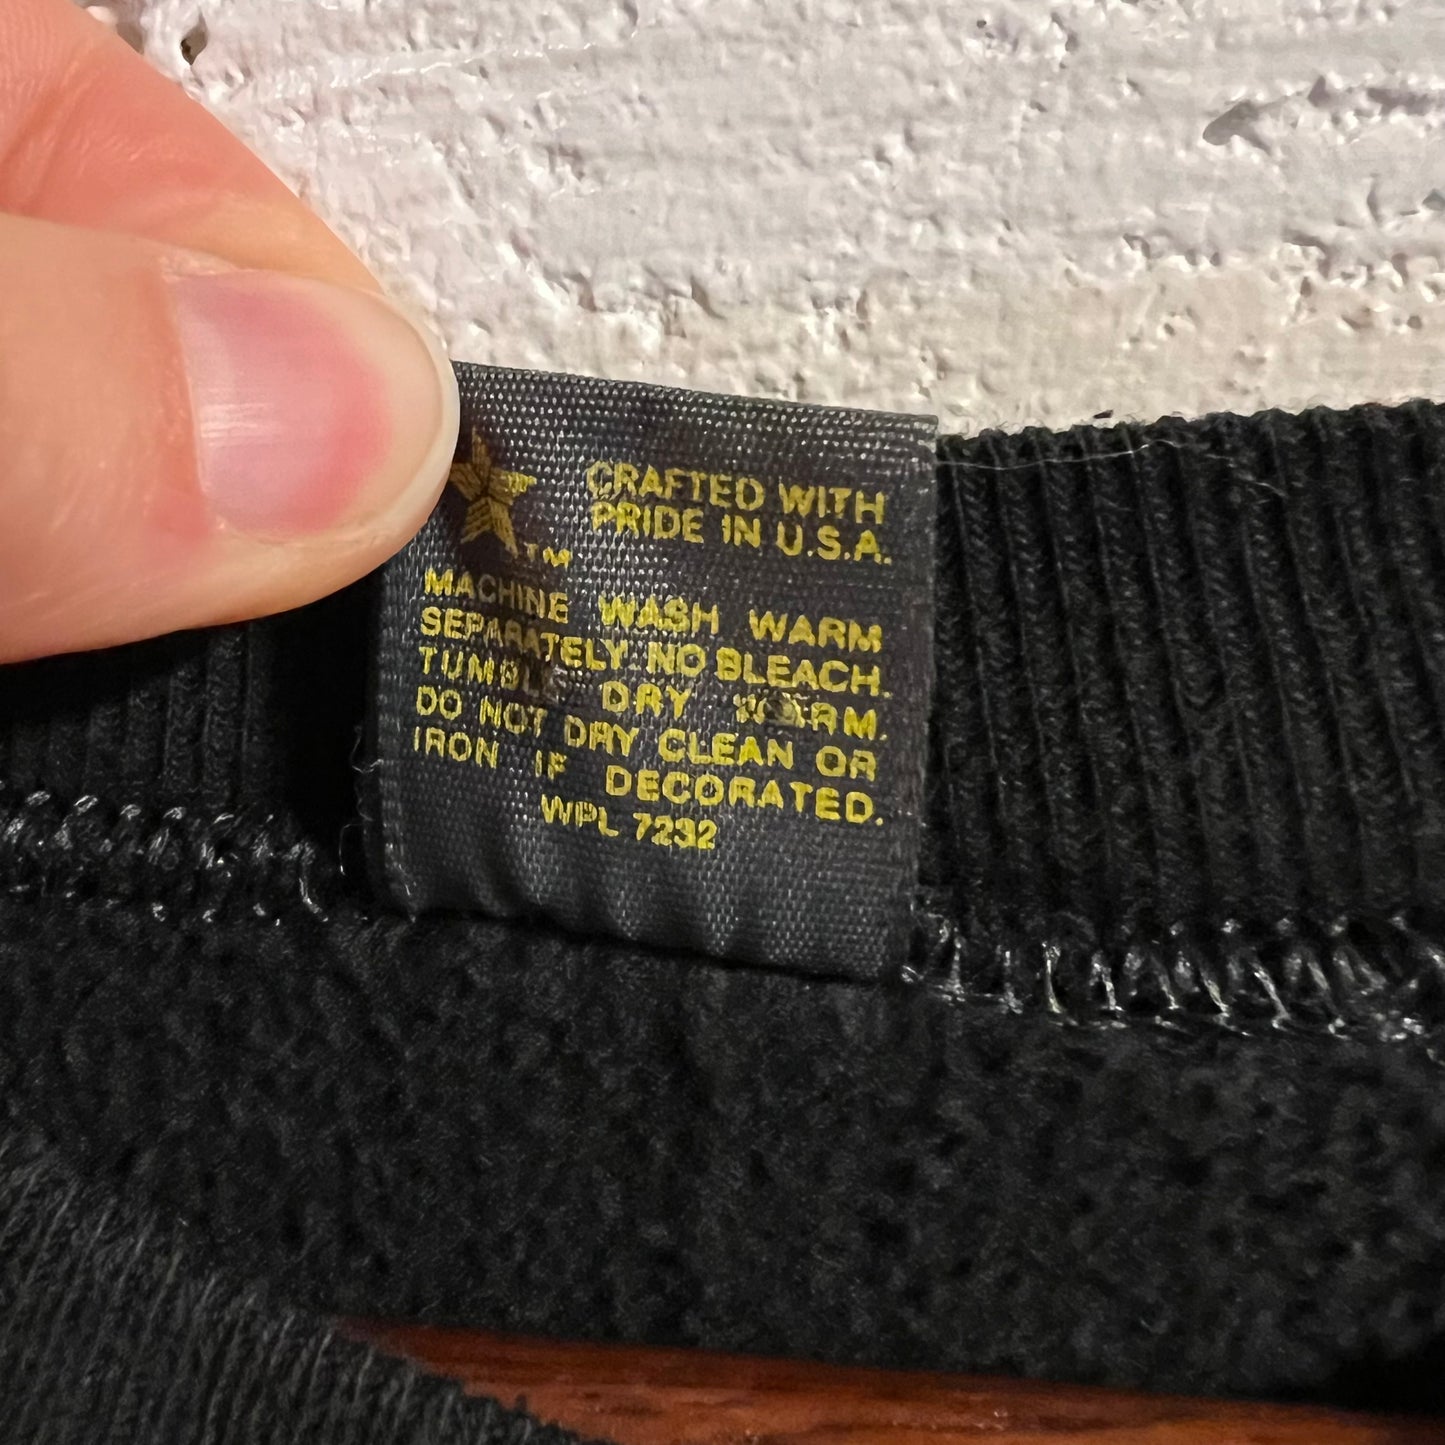 CRAFTED WITH
PRIDE IN U.S.A.
TM
MACHINE WASH WARM
SEPARATELY. NO BLEACH.
TUMBLE DRY WARM.
DO NOT DRY CLEAN OR
IRON IF DECORATED.
WPL 7232